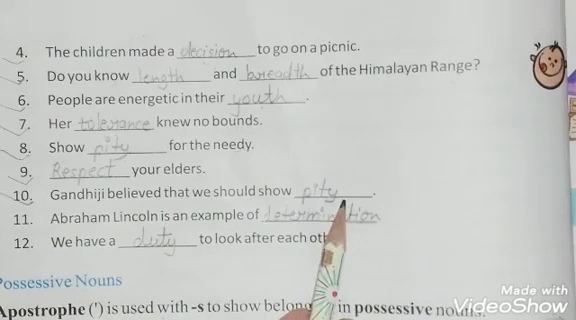 4. The children made a decision to go on a picnic.
5. Do you know length and breadth of the Himalayan Range?
6. People are energetic in their youth.
7. Her tolerance knew no bounds.
8. Show pity for the needy.
9. Respect your elders.
10. Gandhiji believed that we should show pity.
11. Abraham Lincoln is an example of determination
12. We have a duty to look after each ot
Possessive Nouns
Apostrophe (') is used with -s to show belong in possessive nouns.
Made with
VideoShow